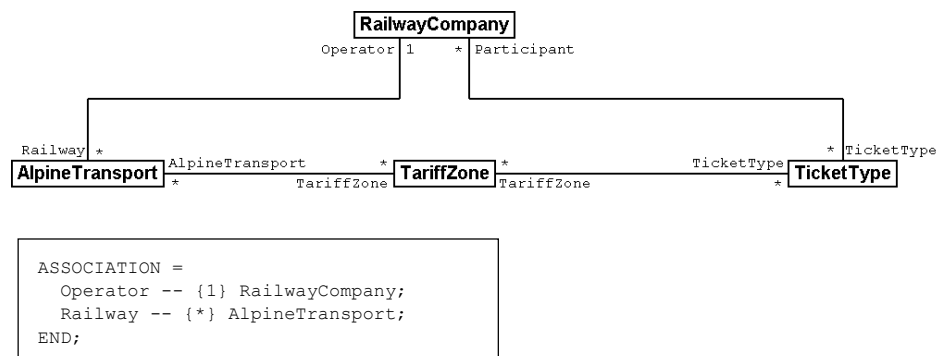 RailwayCompany
Operator 1 * Participant
Railway * * TicketType
AlpineTransport AlpineTransport * TariffZone * TicketType TicketType
* TariffZone TariffZone *
ASSOCIATION =
Operator -- {1} RailwayCompany;
Railway -- {*} AlpineTransport;
END;